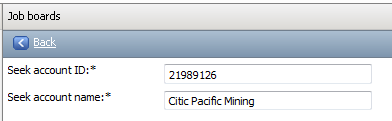 Job boards
Back
Seek account ID:* 21989126
Seek account name:* Citic Pacific Mining